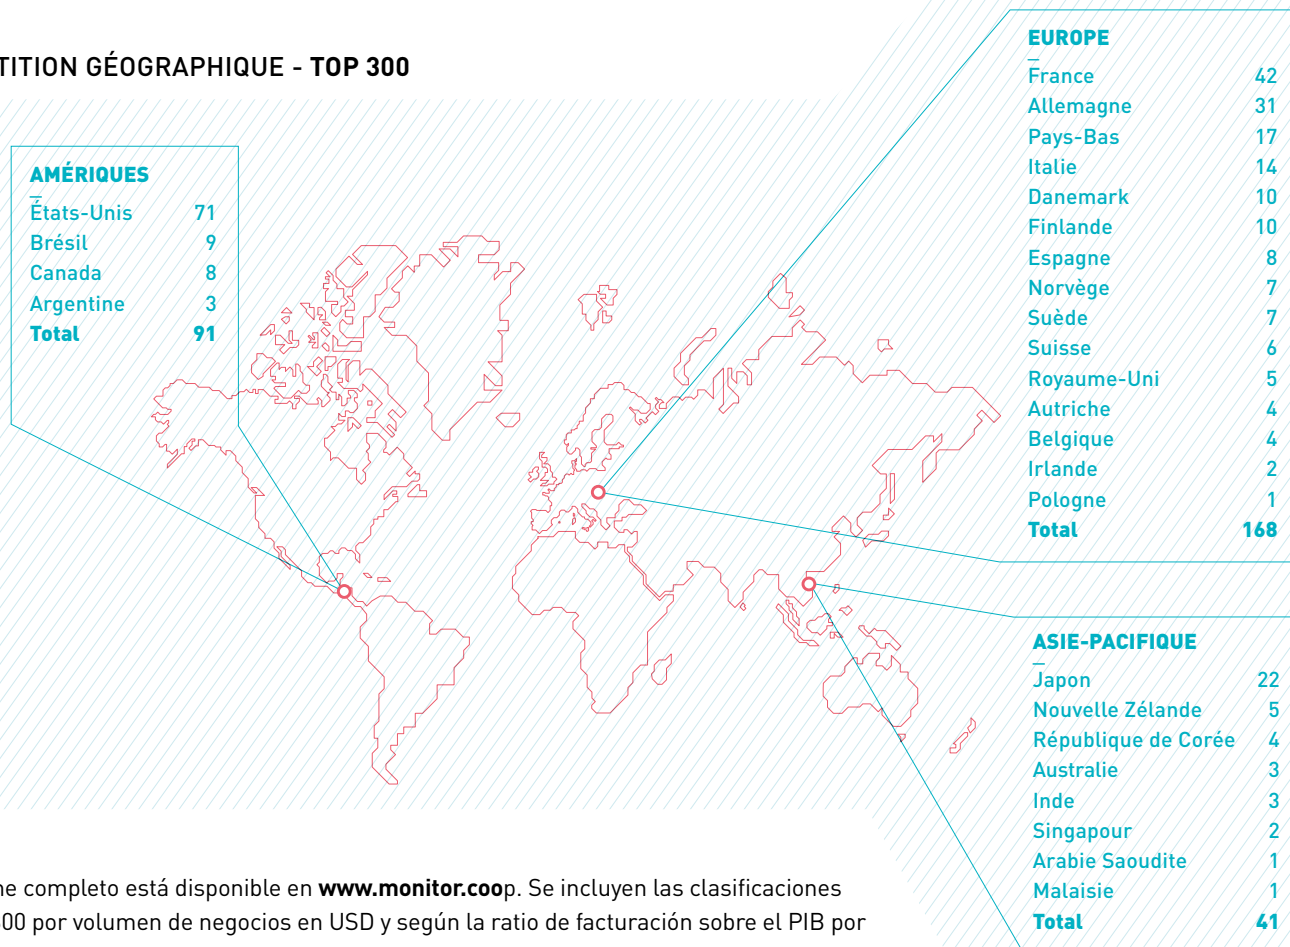 TITION GÉOGRAPHIQUE - TOP 300
AMÉRIQUES
États-Unis 71
Brésil 9
Canada 8
Argentine 3
Total 91
EUROPE
France 42
Allemagne 31
Pays-Bas 17
Italie 14
Danemark 10
Finlande 10
Espagne 8
Norvège 7
Suède 7
Suisse 6
Royaume-Uni 5
Autriche 4
Belgique 4
Irlande 2
Pologne 1
Total 168
ASIE-PACIFIQUE
Japon 22
Nouvelle Zélande 5
République de Corée 4
Australie 3
Inde 3
Singapour 2
Arabie Saoudite 1
Malaisie 1
Total 41
ne completo está disponible en www.monitor.coop. Se incluyen las clasificaciones
00 por volumen de negocios en USD y según la ratio de facturación sobre el PIB por